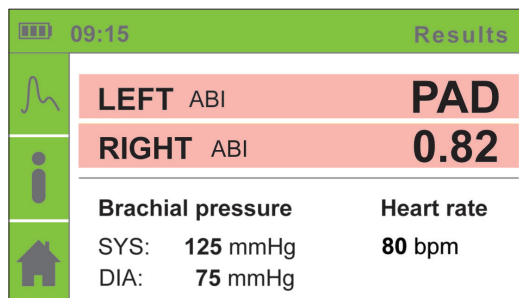 09:15 Results
LEFT ABI PAD
RIGHT ABI 0.82
Brachial pressure Heart rate
SYS: 125 mmHg 80 bpm
DIA: 75 mmHg